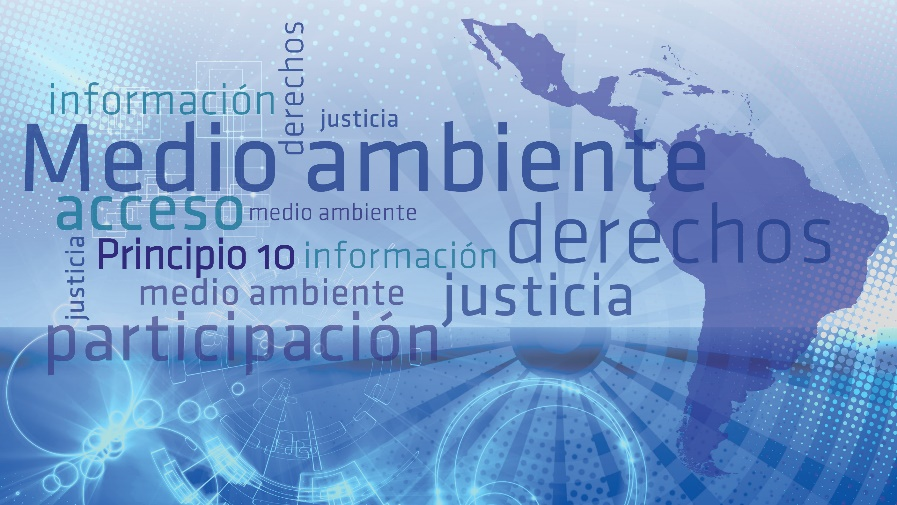 derechos
información
justicia
Medio ambiente
acceso
medio ambiente
derechos
justicia
Principio 10
información
medio ambiente
justicia
participación